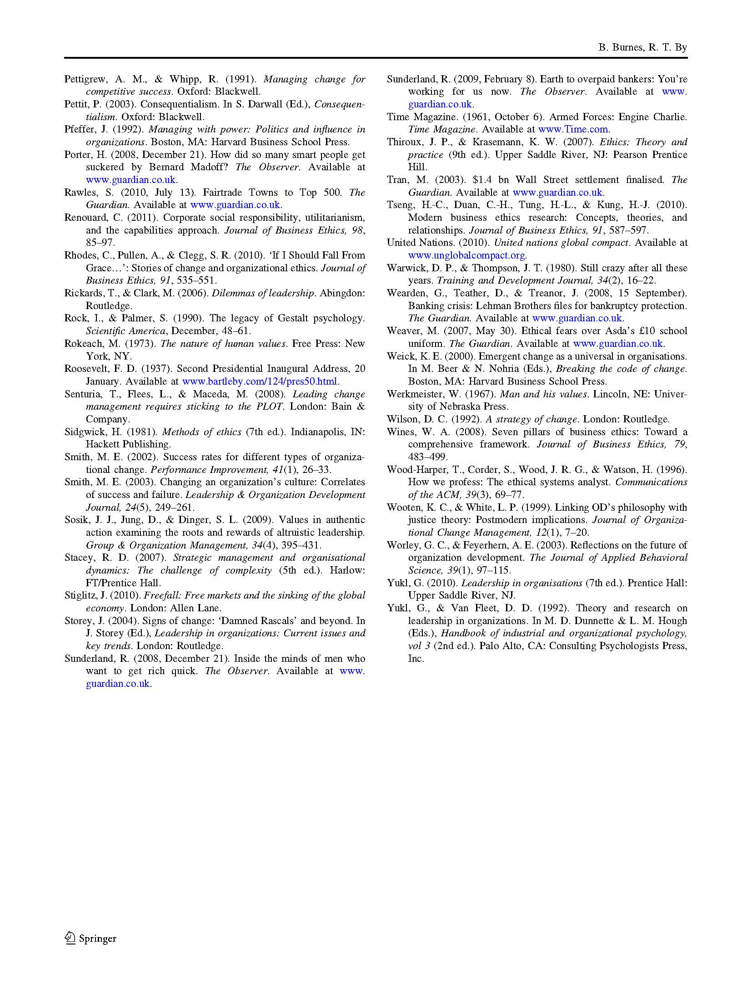 B. Burnes, R. T. By
Pettigrew, A. M., & Whipp, R. (1991). Managing change for
competitive success. Oxford: Blackwell.
Pettit, P. (2003). Consequentialism. In S. Darwall (Ed.), Consequen-
tialism. Oxford: Blackwell.
Pfeffer, J. (1992). Managing with power: Politics and influence in
organizations. Boston, MA: Harvard Business School Press.
Porter, H. (2008, December 21). How did so many smart people get
suckered by Bernard Madoff? The Observer. Available at
www.guardian.co.uk.
Rawles, S. (2010, July 13). Fairtrade Towns to Top 500. The
Guardian. Available at www.guardian.co.uk.
Renouard, C. (2011). Corporate social responsibility, utilitarianism,
and the capabilities approach. Journal of Business Ethics, 98,
85–97.
Rhodes, C., Pullen, A., & Clegg, S. R. (2010). ‘If I Should Fall From
Grace…’: Stories of change and organizational ethics. Journal of
Business Ethics, 91, 535–551.
Rickards, T., & Clark, M. (2006). Dilemmas of leadership. Abingdon:
Routledge.
Rock, I., & Palmer, S. (1990). The legacy of Gestalt psychology.
Scientific America, December, 48–61.
Rokeach, M. (1973). The nature of human values. Free Press: New
York, NY.
Roosevelt, F. D. (1937). Second Presidential Inaugural Address, 20
January. Available at www.bartleby.com/124/pres50.html.
Senturia, T., Flees, L., & Maceda, M. (2008). Leading change
management requires sticking to the PLOT. London: Bain &
Company.
Sidgwick, H. (1981). Methods of ethics (7th ed.). Indianapolis, IN:
Hackett Publishing.
Smith, M. E. (2002). Success rates for different types of organiza-
tional change. Performance Improvement, 41(1), 26–33.
Smith, M. E. (2003). Changing an organization’s culture: Correlates
of success and failure. Leadership & Organization Development
Journal, 24(5), 249–261.
Sosik, J. J., Jung, D., & Dinger, S. L. (2009). Values in authentic
action examining the roots and rewards of altruistic leadership.
Group & Organization Management, 34(4), 395–431.
Stacey, R. D. (2007). Strategic management and organisational
dynamics: The challenge of complexity (5th ed.). Harlow:
FT/Prentice Hall.
Stiglitz, J. (2010). Freefall: Free markets and the sinking of the global
economy. London: Allen Lane.
Storey, J. (2004). Signs of change: ‘Damned Rascals’ and beyond. In
J. Storey (Ed.), Leadership in organizations: Current issues and
key trends. London: Routledge.
Sunderland, R. (2008, December 21). Inside the minds of men who
want to get rich quick. The Observer. Available at www.
guardian.co.uk.
Sunderland, R. (2009, February 8). Earth to overpaid bankers: You’re
working for us now. The Observer. Available at www.
guardian.co.uk.
Time Magazine. (1961, October 6). Armed Forces: Engine Charlie.
Time Magazine. Available at www.Time.com.
Thiroux, J. P., & Krasemann, K. W. (2007). Ethics: Theory and
practice (9th ed.). Upper Saddle River, NJ: Pearson Prentice
Hill.
Tran, M. (2003). $1.4 bn Wall Street settlement finalised. The
Guardian. Available at www.guardian.co.uk.
Tseng, H.-C., Duan, C.-H., Tung, H.-L., & Kung, H.-J. (2010).
Modern business ethics research: Concepts, theories, and
relationships. Journal of Business Ethics, 91, 587–597.
United Nations. (2010). United nations global compact. Available at
www.unglobalcompact.org.
Warwick, D. P., & Thompson, J. T. (1980). Still crazy after all these
years. Training and Development Journal, 34(2), 16–22.
Wearden, G., Teather, D., & Treanor, J. (2008, 15 September).
Banking crisis: Lehman Brothers files for bankruptcy protection.
The Guardian. Available at www.guardian.co.uk.
Weaver, M. (2007, May 30). Ethical fears over Asda’s £10 school
uniform. The Guardian. Available at www.guardian.co.uk.
Weick, K. E. (2000). Emergent change as a universal in organisations.
In M. Beer & N. Nohria (Eds.), Breaking the code of change.
Boston, MA: Harvard Business School Press.
Werkmeister, W. (1967). Man and his values. Lincoln, NE: Univer-
sity of Nebraska Press.
Wilson, D. C. (1992). A strategy of change. London: Routledge.
Wines, W. A. (2008). Seven pillars of business ethics: Toward a
comprehensive framework. Journal of Business Ethics, 79,
483–499.
Wood-Harper, T., Corder, S., Wood, J. R. G., & Watson, H. (1996).
How we profess: The ethical systems analyst. Communications
of the ACM, 39(3), 69–77.
Wooten, K. C., & White, L. P. (1999). Linking OD’s philosophy with
justice theory: Postmodern implications. Journal of Organiza-
tional Change Management, 12(1), 7–20.
Worley, G. C., & Feyerhern, A. E. (2003). Reflections on the future of
organization development. The Journal of Applied Behavioral
Science, 39(1), 97–115.
Yukl, G. (2010). Leadership in organisations (7th ed.). Prentice Hall:
Upper Saddle River, NJ.
Yukl, G., & Van Fleet, D. D. (1992). Theory and research on
leadership in organizations. In M. D. Dunnette & L. M. Hough
(Eds.), Handbook of industrial and organizational psychology,
vol 3 (2nd ed.). Palo Alto, CA: Consulting Psychologists Press,
Inc.
Springer